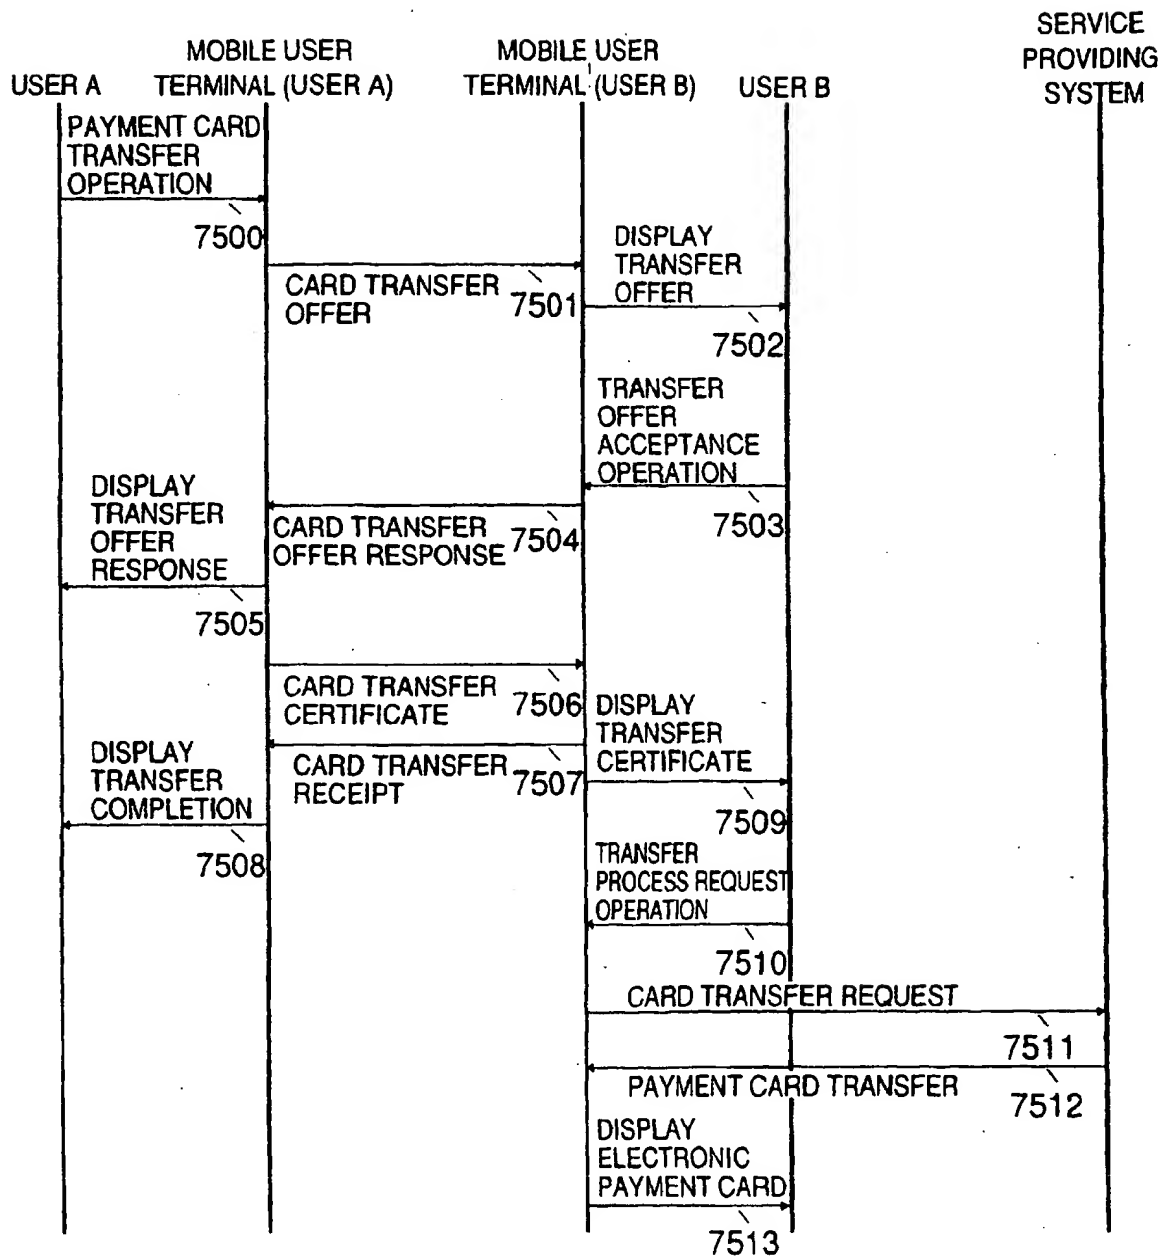 SERVICE
PROVIDING
SYSTEM
MOBILE USER
TERMINAL (USER A)
MOBILE USER
TERMINAL (USER B)
USER A
USER B
PAYMENT CARD
TRANSFER
OPERATION
7500
CARD TRANSFER
OFFER
7501
DISPLAY
TRANSFER
OFFER
7502
TRANSFER
OFFER
ACCEPTANCE
OPERATION
7503
CARD TRANSFER
OFFER RESPONSE
7504
DISPLAY
TRANSFER
OFFER
RESPONSE
7505
CARD TRANSFER
CERTIFICATE
7506
CARD TRANSFER
RECEIPT
7507
DISPLAY
TRANSFER
COMPLETION
7508
DISPLAY
TRANSFER
CERTIFICATE
7509
TRANSFER
PROCESS REQUEST
OPERATION
7510
CARD TRANSFER REQUEST
7511
PAYMENT CARD TRANSFER
7512
DISPLAY
ELECTRONIC
PAYMENT CARD
7513